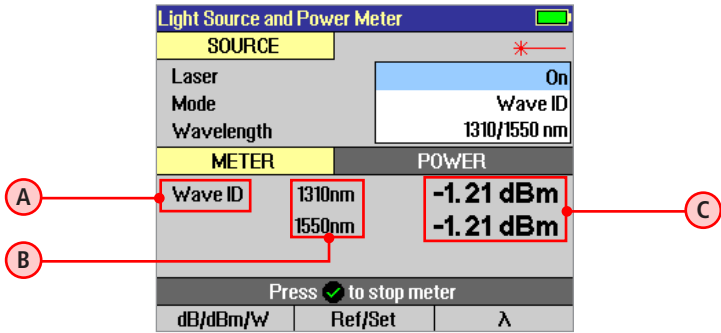 Light Source and Power Meter
SOURCE
Laser On
Mode Wave ID
Wavelength 1310/1550 nm
METER POWER
A Wave ID 1310nm -1.21 dBm C
1550nm -1.21 dBm
B
Press to stop meter
dB/dBm/W Ref/Set λ